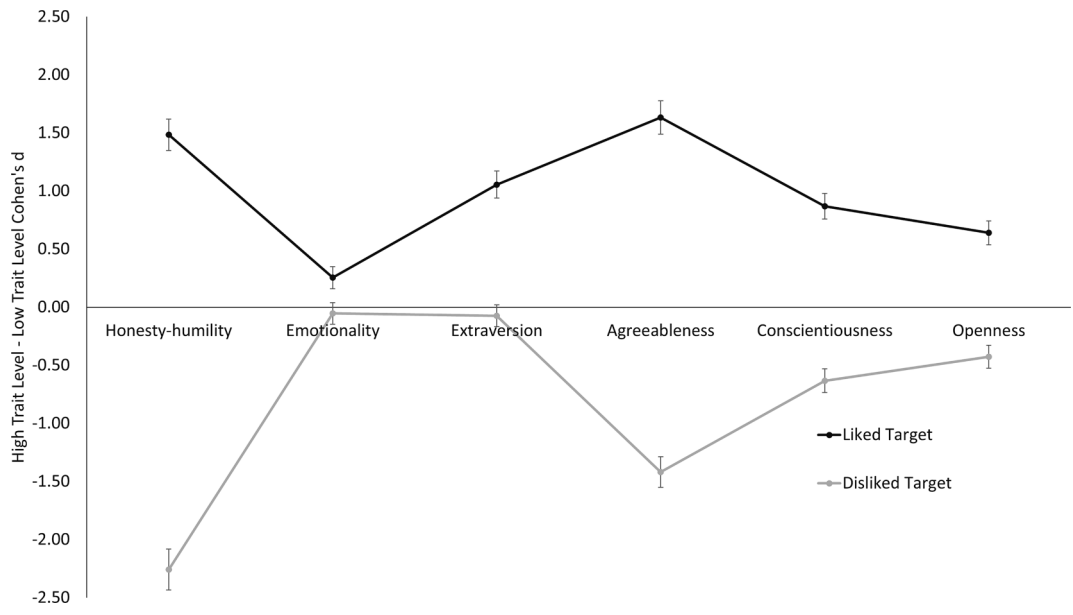 2.50
2.00
1.50
1.00
0.50
0.00
-0.50
-1.00
-1.50
-2.00
-2.50
High Trait Level - Low Trait Level Cohen's d
Honesty-humility Emotionality Extraversion Agreeableness Conscientiousness Openness
Liked Target
Disliked Target